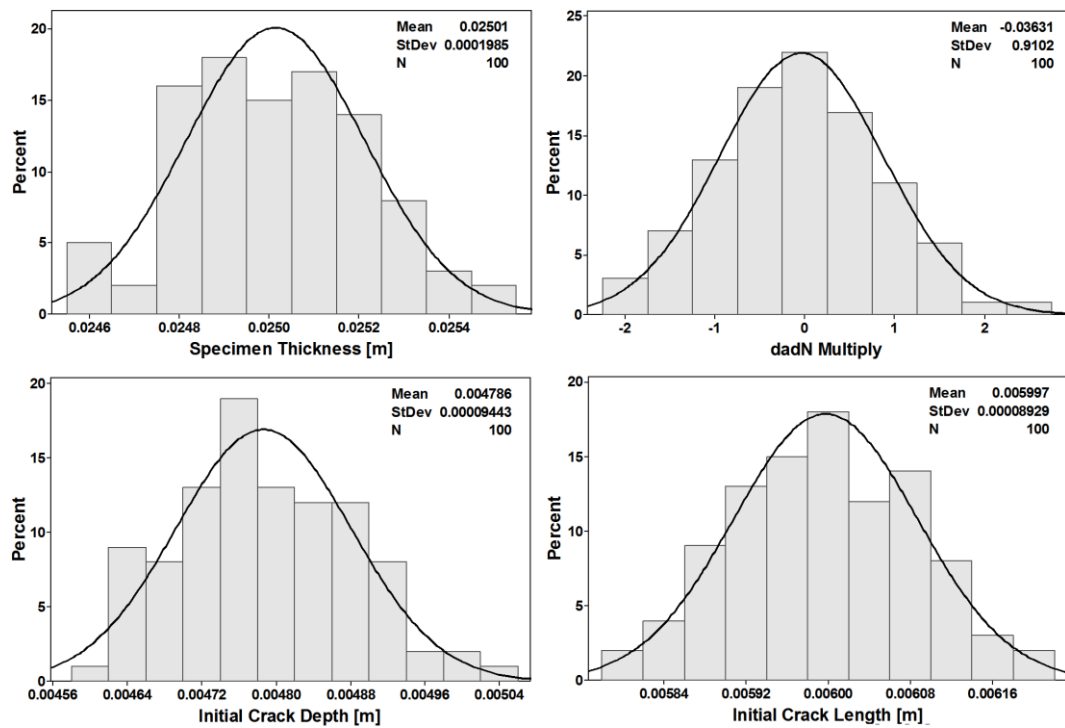 Mean 0.02501
StDev 0.0001985
N 100
20
15
10
5
0
Percent
0.0246 0.0248 0.0250 0.0252 0.0254
Specimen Thickness [m]
Mean -0.03631
StDev 0.9102
N 100
25
20
15
10
5
0
Percent
-2 -1 0 1 2
dadN Multiply
Mean 0.004786
StDev 0.00009443
N 100
20
15
10
5
0
Percent
0.00456 0.00464 0.00472 0.00480 0.00488 0.00496 0.00504
Initial Crack Depth [m]
Mean 0.005997
StDev 0.00008929
N 100
20
15
10
5
0
Percent
0.00584 0.00592 0.00600 0.00608 0.00616
Initial Crack Length [m]